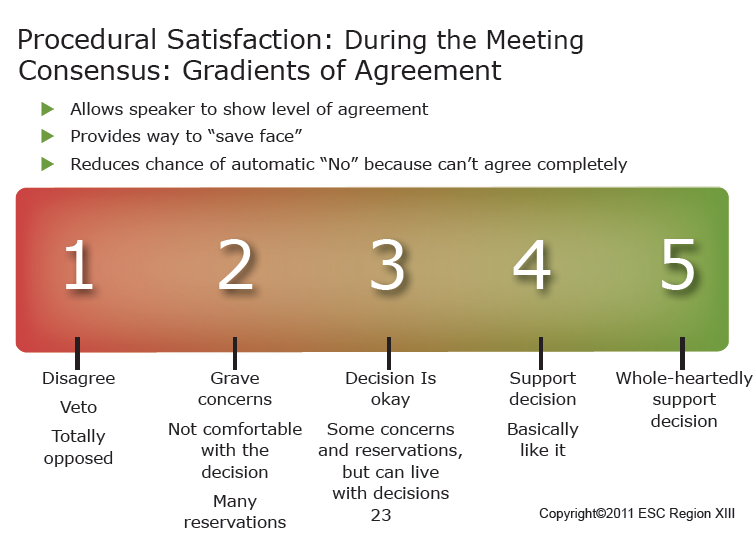 Procedural Satisfaction: During the Meeting
Consensus: Gradients of Agreement
Allows speaker to show level of agreement
Provides way to “save face”
Reduces chance of automatic “No” because can’t agree completely
1 2 3 4 5
Disagree
Veto
Totally
opposed
Grave
concerns
Not comfortable
with the
decision
Many
reservations
Decision Is
okay
Some concerns
and reservations,
but can live
with decisions
Support
decision
Basically
like it
Whole-heartedly
support
decision
23
Copyright©2011 ESC Region XIII